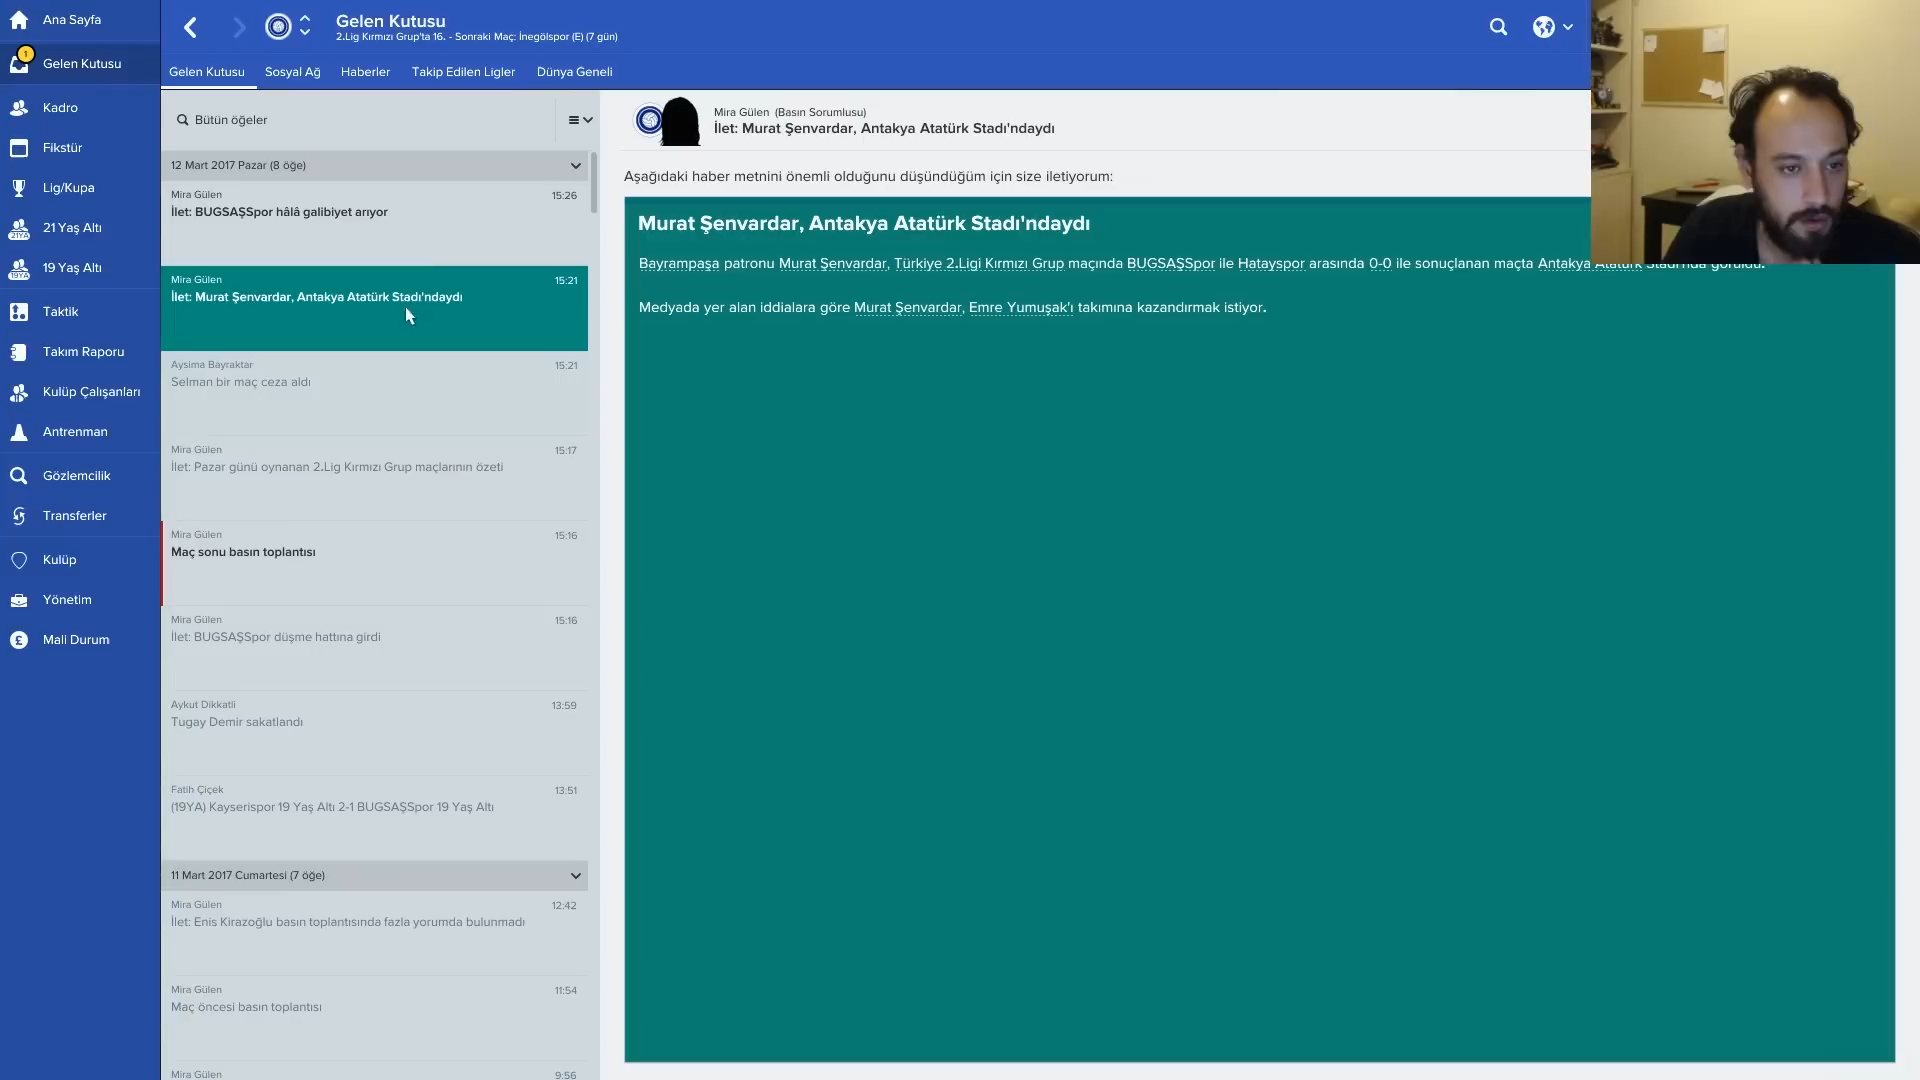 Ana Sayfa
1
Gelen Kutusu
Kadro
Fikstür
Lig/Kupa
21YA
21 Yaş Altı
19YA
19 Yaş Altı
Taktik
Takım Raporu
Kulüp Çalışanları
Antrenman
Gözlemcilik
Transferler
Kulüp
Yönetim
£
Mali Durum
Gelen Kutusu
2.Lig Kırmızı Grup'ta 16. - Sonraki Maç: İnegölspor (E) (7 gün)
Gelen Kutusu Sosyal Ağ Haberler Takip Edilen Ligler Dünya Geneli
Bütün öğeler
12 Mart 2017 Pazar (8 öğe)
Mira Gülen 15:26
İlet: BUGSAŞSpor hâlâ galibiyet arıyor
Mira Gülen 15:21
İlet: Murat Şenvardar, Antakya Atatürk Stadı'ndaydı
Aysima Bayraktar 15:21
Selman bir maç ceza aldı
Mira Gülen 15:17
İlet: Pazar günü oynanan 2.Lig Kırmızı Grup maçlarının özeti
Mira Gülen 15:16
Maç sonu basın toplantısı
Mira Gülen 15:16
İlet: BUGSAŞSpor düşme hattına girdi
Aykut Dikkatli 13:59
Tugay Demir sakatlandı
Fatih Çiçek 13:51
(19YA) Kayserispor 19 Yaş Altı 2-1 BUGSAŞSpor 19 Yaş Altı
11 Mart 2017 Cumartesi (7 öğe)
Mira Gülen 12:42
İlet: Enis Kirazoğlu basın toplantısında fazla yorumda bulunmadı
Mira Gülen 11:54
Maç öncesi basın toplantısı
Mira Gülen 9:56
Mira Gülen (Basın Sorumlusu)
İlet: Murat Şenvardar, Antakya Atatürk Stadı'ndaydı
Aşağıdaki haber metnini önemli olduğunu düşündüğüm için size iletiyorum:
Murat Şenvardar, Antakya Atatürk Stadı'ndaydı
Bayrampaşa patronu Murat Şenvardar, Türkiye 2.Ligi Kırmızı Grup maçında BUGSAŞSpor ile Hatayspor arasında 0-0 ile sonuçlanan maçta Antakya Atatürk Stadı'nda görüldü.
Medyada yer alan iddialara göre Murat Şenvardar, Emre Yumuşak'ı takımına kazandırmak istiyor.